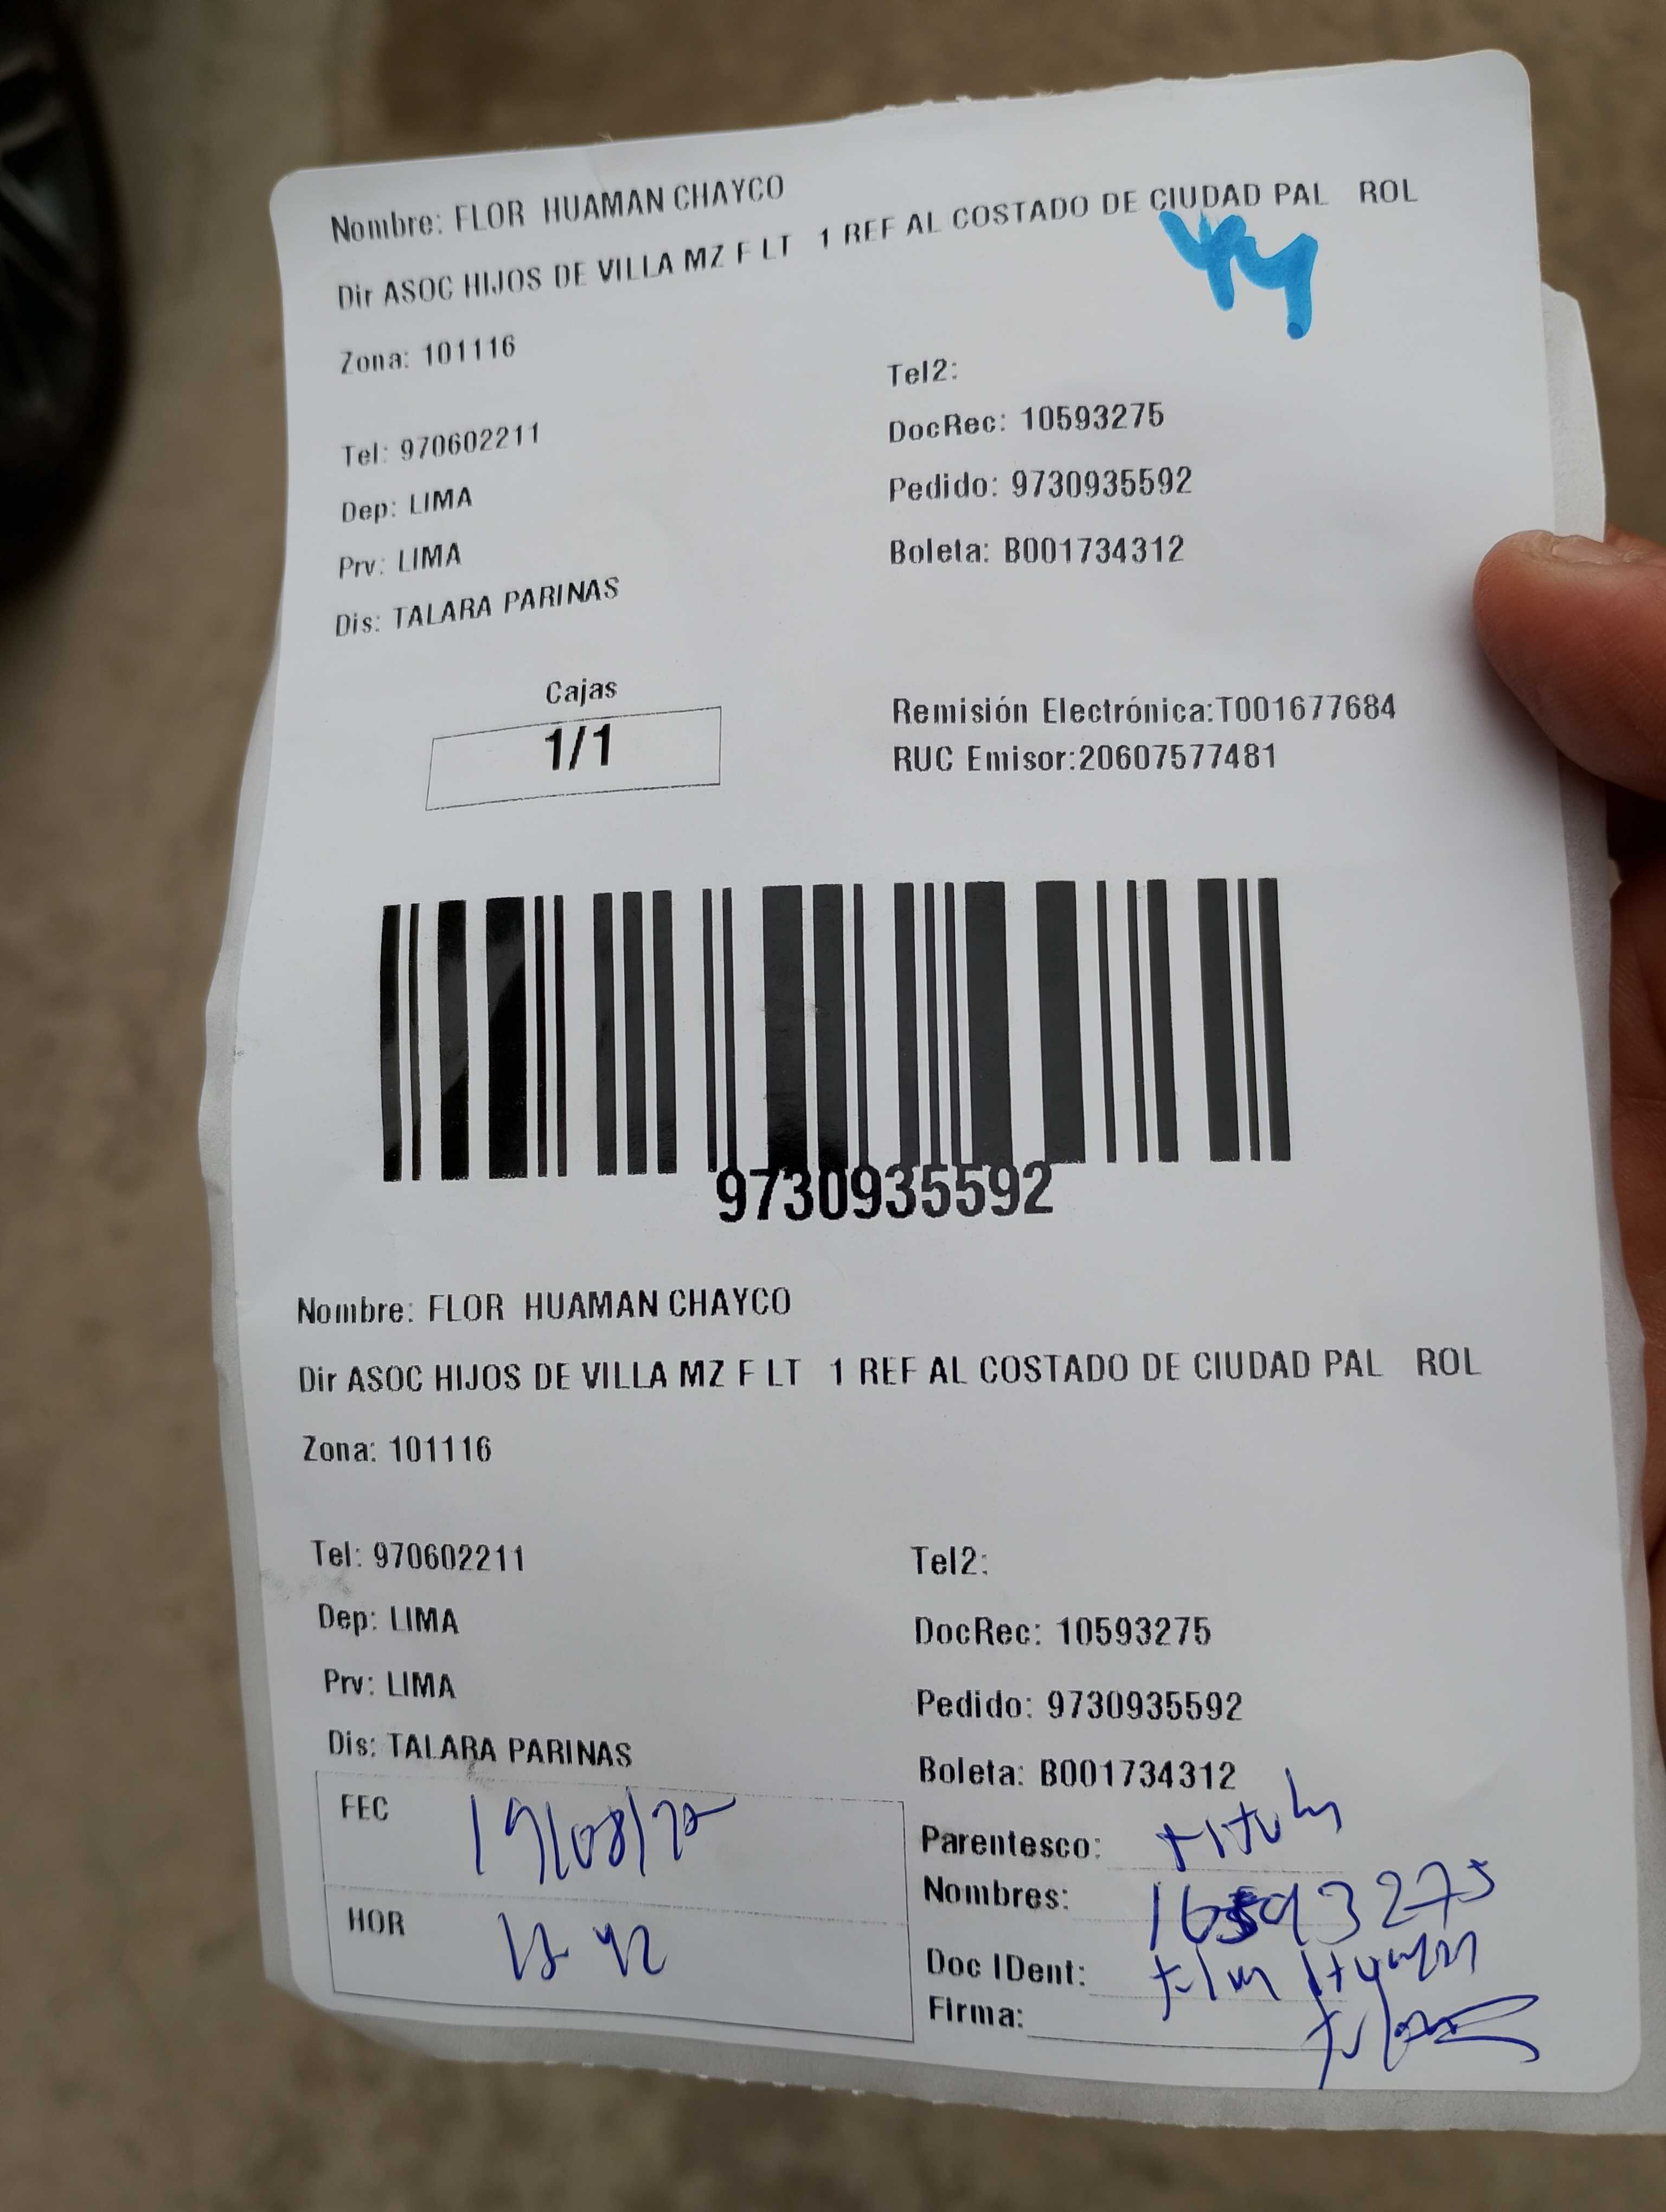 Nombre: FLOR HUAMAN CHAYCO
Dir ASOC HIJOS DE VILLA MZ F LT 1 REF AL COSTADO DE CIUDAD PAL ROL
Zona: 101116
Tel2:
Tel: 970602211
DocRec: 10593275
Dep: LIMA
Pedido: 9730935592
Prv: LIMA
Boleta: B001734312
Dis: TALARA PARINAS
Cajas
1/1
Remisión Electrónica:T001677684
RUC Emisor:20607577481
9730935592
Nombre: FLOR HUAMAN CHAYCO
Dir ASOC HIJOS DE VILLA MZ F LT 1 REF AL COSTADO DE CIUDAD PAL ROL
Zona: 101116
Tel: 970602211
Tel2:
Dep: LIMA
DocRec: 10593275
Prv: LIMA
Pedido: 9730935592
Dis: TALARA PARINAS
Boleta: B001734312
FEC 19/08/22
Parentesco:
Nombres: 10593275
HOR
Doc IDent:
Firma: